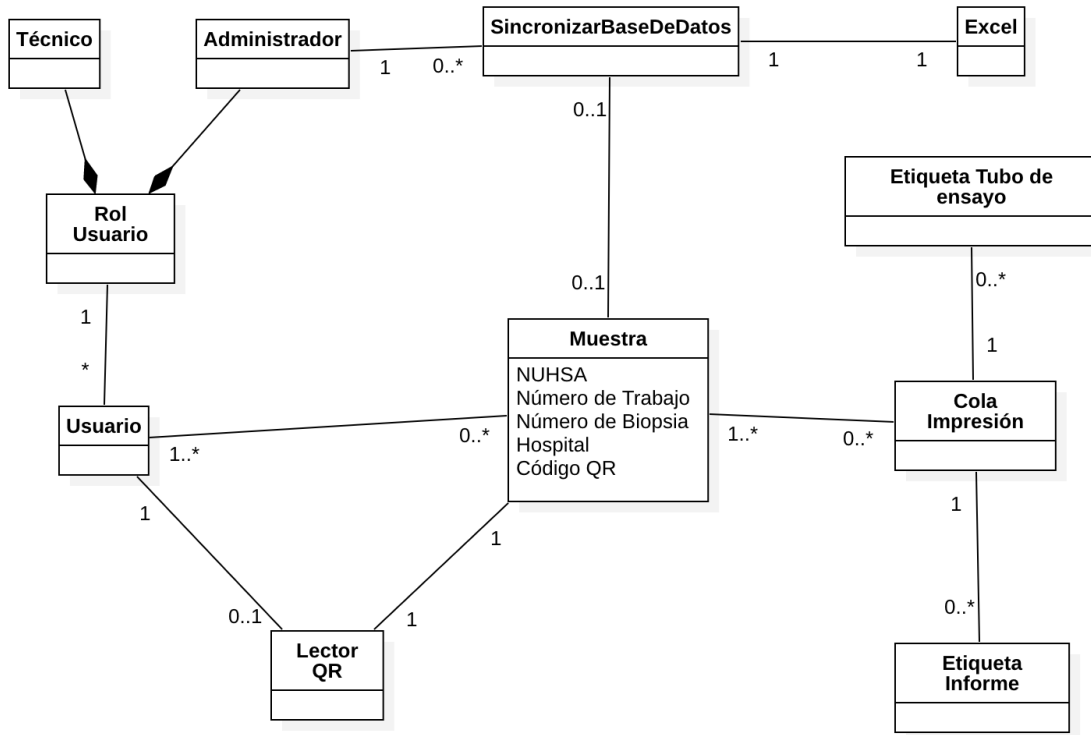 Técnico
Administrador
SincronizarBaseDeDatos
Excel
1
0..*
1
1
0..1
Etiqueta Tubo de
ensayo
Rol
Usuario
0..*
0..1
1
1
*
Muestra
NUHSA
Número de Trabajo
Número de Biopsia
Hospital
Código QR
Cola
Impresión
Usuario
1..*
0..*
1..*
0..*
1
1
1
0..1
1
0..*
Lector
QR
Etiqueta
Informe